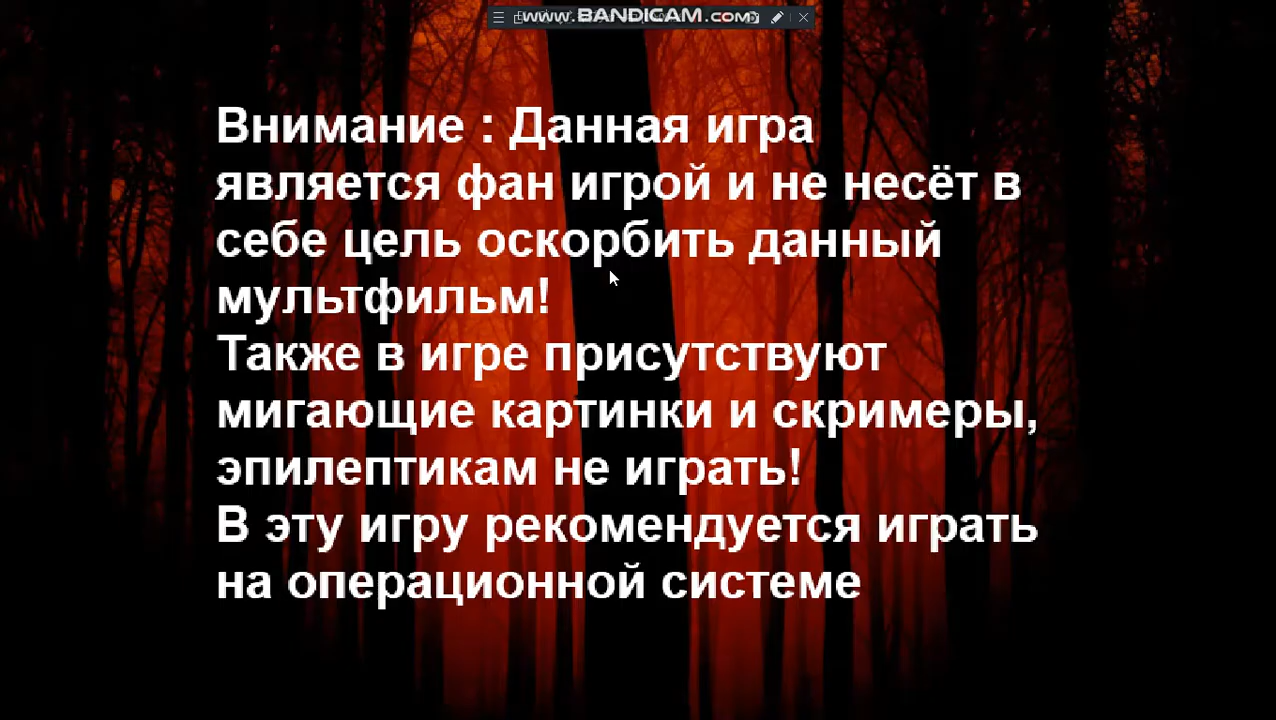 www.BANDICAM.com
Внимание : Данная игра
является фан игрой и не несёт в
себе цель оскорбить данный
мультфильм!
Также в игре присутствуют
мигающие картинки и скримеры,
эпилептикам не играть!
В эту игру рекомендуется играть
на операционной системе